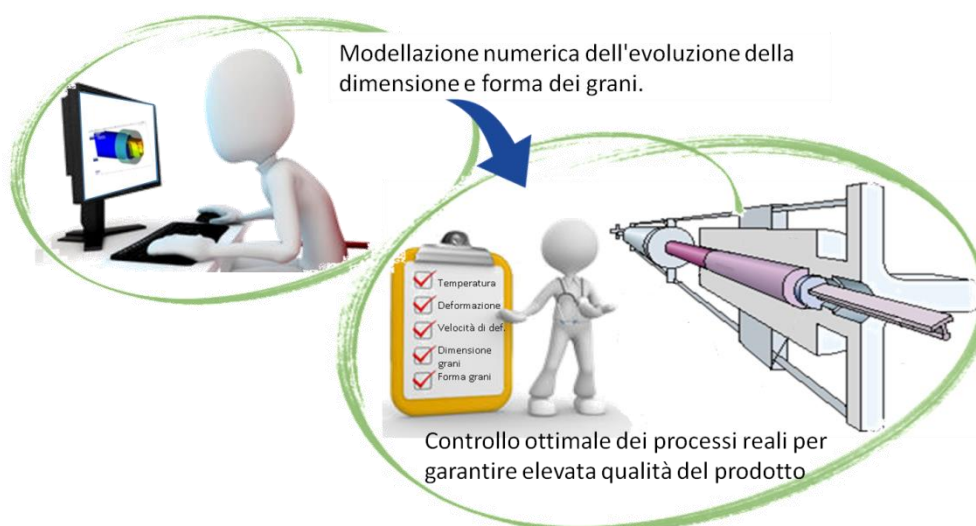 Modellazione numerica dell'evoluzione della
dimensione e forma dei grani.
Temperatura
Deformazione
Velocità di def.
Dimensione
grani
Forma grani
Controllo ottimale dei processi reali per
garantire elevata qualità del prodotto